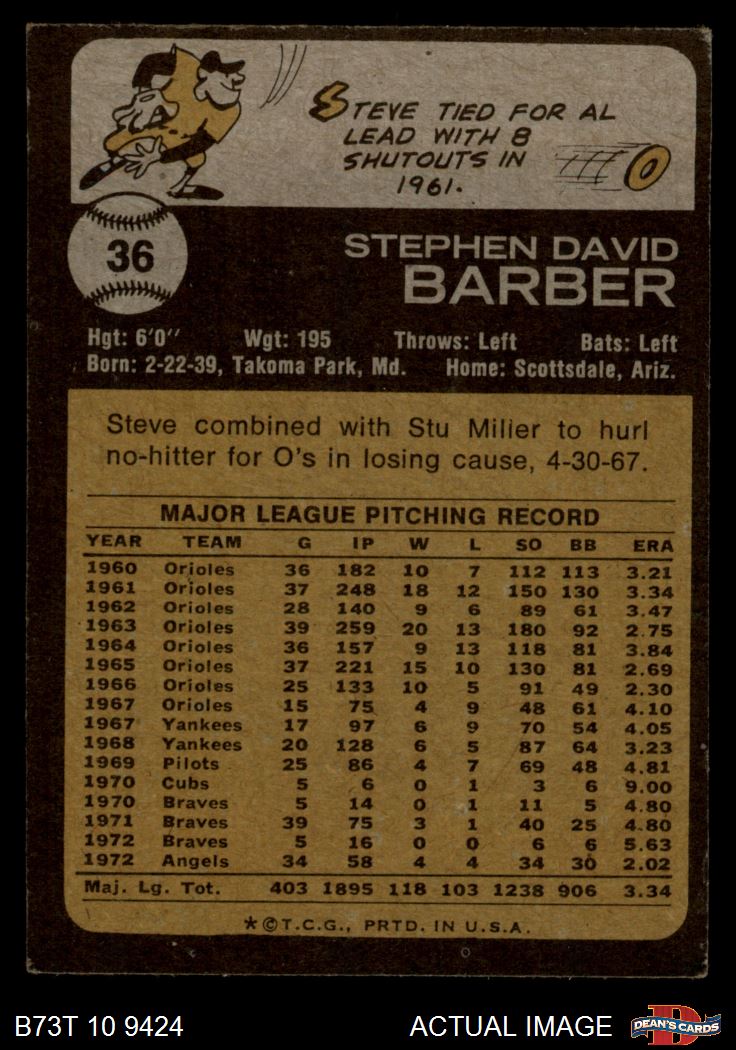 STEVE TIED FOR AL
LEAD WITH 8
SHUTOUTS IN
1961.
36
STEPHEN DAVID
BARBER
Hgt: 6'0'' Wgt: 195 Throws: Left Bats: Left
Born: 2-22-39, Takoma Park, Md. Home: Scottsdale, Ariz.
Steve combined with Stu Miller to hurl
no-hitter for O's in losing cause, 4-30-67.
MAJOR LEAGUE PITCHING RECORD
YEAR TEAM G IP W L SO BB ERA
1960 Orioles 36 182 10 7 112 113 3.21
1961 Orioles 37 248 18 12 150 130 3.34
1962 Orioles 28 140 9 6 89 61 3.47
1963 Orioles 39 259 20 13 180 92 2.75
1964 Orioles 36 157 9 13 118 81 3.84
1965 Orioles 37 221 15 10 130 81 2.69
1966 Orioles 25 133 10 5 91 49 2.30
1967 Orioles 15 75 4 9 48 61 4.10
1967 Yankees 17 97 6 9 70 54 4.05
1968 Yankees 20 128 6 5 87 64 3.23
1969 Pilots 25 86 4 7 69 48 4.81
1970 Cubs 5 6 0 1 3 6 9.00
1970 Braves 5 14 0 1 11 5 4.80
1971 Braves 39 75 3 1 40 25 4.80
1972 Braves 5 16 0 0 6 6 5.63
1972 Angels 34 58 4 4 34 30 2.02
Maj. Lg. Tot. 403 1895 118 103 1238 906 3.34
*©T.C.G., PRTD. IN U.S.A.
B73T 10 9424 ACTUAL IMAGE DEAN'S CARDS